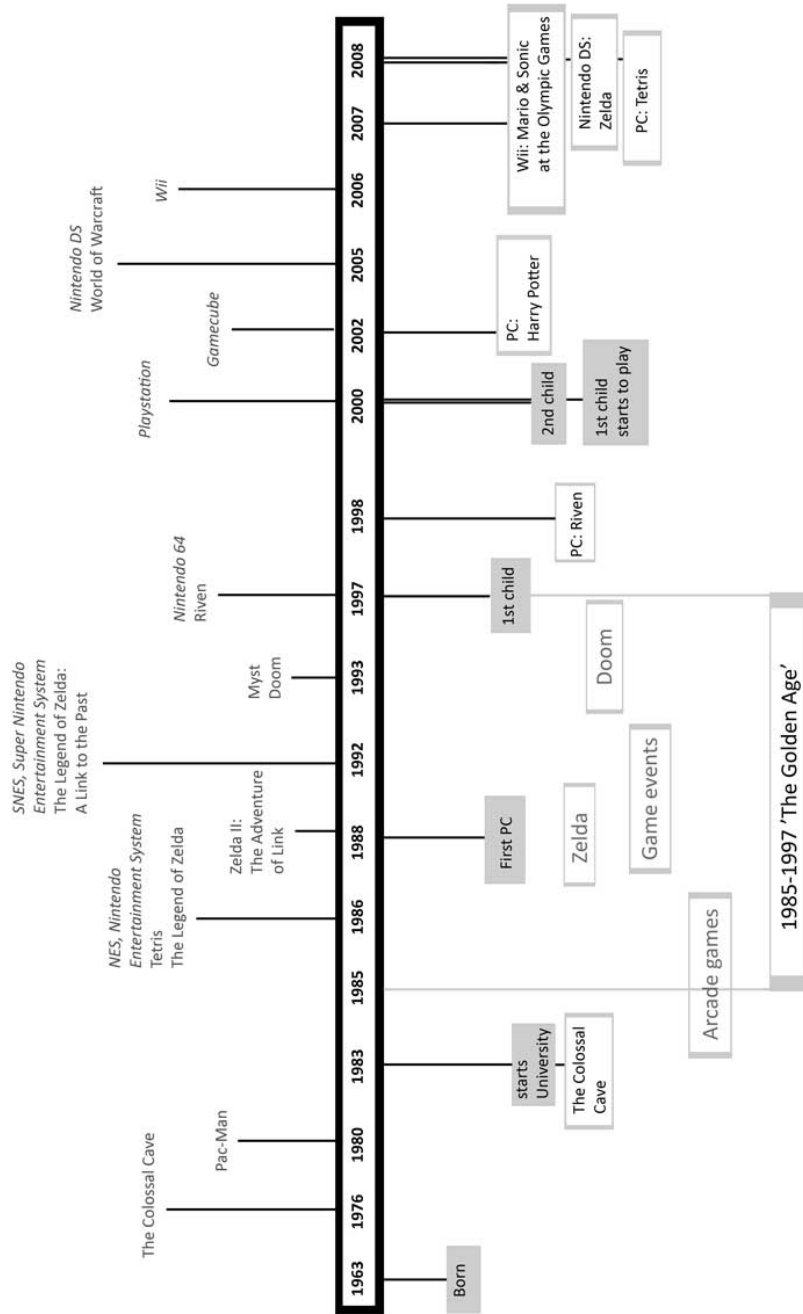 The Colossal Cave
Pac-Man
NES, Nintendo
Entertainment System
Tetris
The Legend of Zelda
Zelda II:
The Adventure
of Link
SNES, Super Nintendo
Entertainment System
The Legend of Zelda:
A Link to the Past
Myst
Doom
Nintendo 64
Riven
Playstation
Gamecube
Nintendo DS
World of Warcraft
Wii
1963
1976
1980
1983
1985
1986
1988
1992
1993
1997
1998
2000
2002
2005
2006
2007
2008
Born
starts
University
The Colossal
Cave
Arcade games
First PC
Zelda
Game events
Doom
1st child
PC: Riven
2nd child
1st child
starts to play
PC:
Harry Potter
Wii: Mario & Sonic
at the Olympic Games
Nintendo DS:
Zelda
PC: Tetris
1985-1997 'The Golden Age'